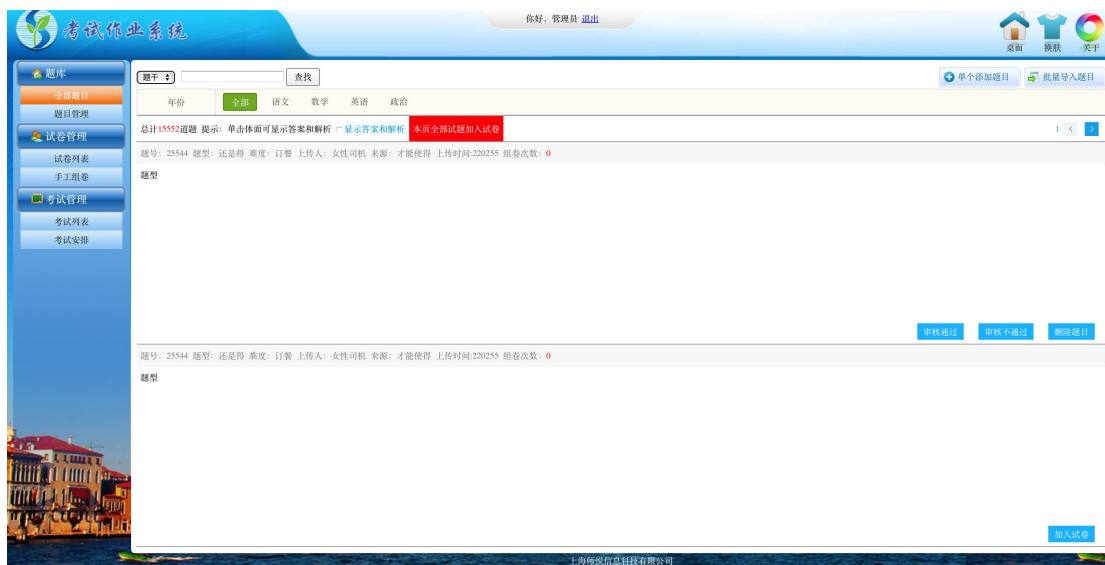 考试作业系统
你好，管理员 退出
桌面 换肤 关于
题库
全部题目
题目管理
试卷管理
试卷列表
手工组卷
考试管理
考试列表
考试安排
题干 查找 单个添加题目 批量导入题目
年份 全部 语文 数学 英语 政治
总计15552道题 提示：单击体面可显示答案和解析 显示答案和解析 本页全部试题加入试卷 1 < >
题号：25544 题型：还是得 难度：订餐 上传人：女性司机 来源：才能使得 上传时间:220255 组卷次数：0
题型
审核通过 审核不通过 删除题目
题号：25544 题型：还是得 难度：订餐 上传人：女性司机 来源：才能使得 上传时间:220255 组卷次数：0
题型
加入试卷
上海师悦信息科技有限公司